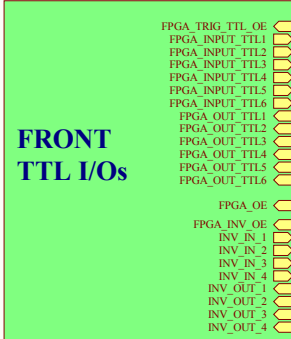 FPGA_TRIG_TTL_OE
FPGA_INPUT_TTL1
FPGA_INPUT_TTL2
FPGA_INPUT_TTL3
FPGA_INPUT_TTL4
FPGA_INPUT_TTL5
FPGA_INPUT_TTL6
FPGA_OUT_TTL1
FPGA_OUT_TTL2
FPGA_OUT_TTL3
FPGA_OUT_TTL4
FPGA_OUT_TTL5
FPGA_OUT_TTL6
FRONT
TTL I/Os
FPGA_OE
FPGA_INV_OE
INV_IN_1
INV_IN_2
INV_IN_3
INV_IN_4
INV_OUT_1
INV_OUT_2
INV_OUT_3
INV_OUT_4